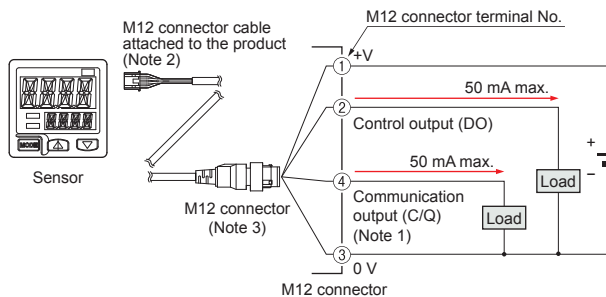 M12 connector terminal No.
M12 connector cable
attached to the product
(Note 2)
1
+V
50 mA max.
2
Control output (DO)
+
−
Load
MODE
Sensor
50 mA max.
4
Communication
output (C/Q)
(Note 1)
Load
M12 connector
(Note 3)
3
0 V
M12 connector